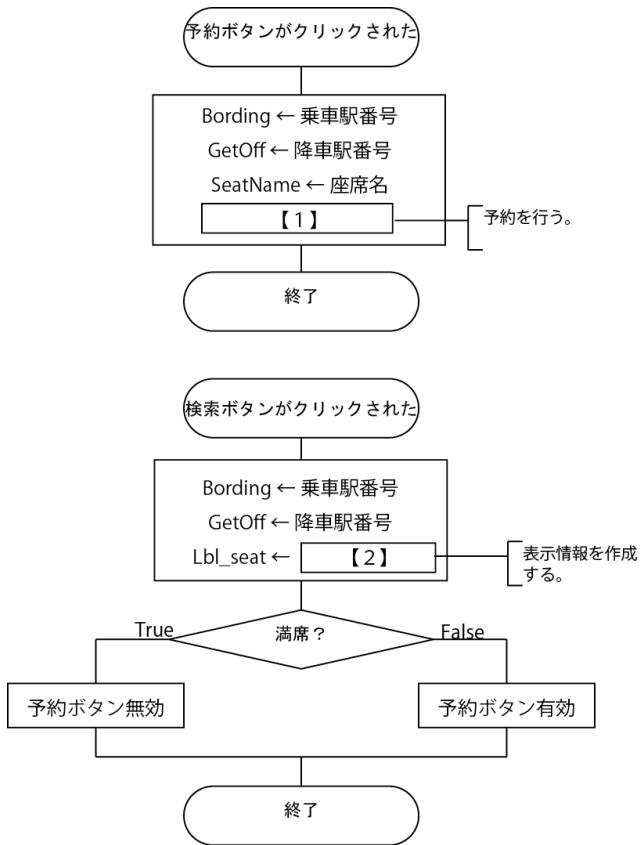 予約ボタンがクリックされた
Bording ← 乗車駅番号
GetOff ← 降車駅番号
SeatName ← 座席名
【1】
予約を行う。
終了
検索ボタンがクリックされた
Bording ← 乗車駅番号
GetOff ← 降車駅番号
Lbl_seat ← 【2】
表示情報を作成
する。
True
満席？
False
予約ボタン無効
予約ボタン有効
終了